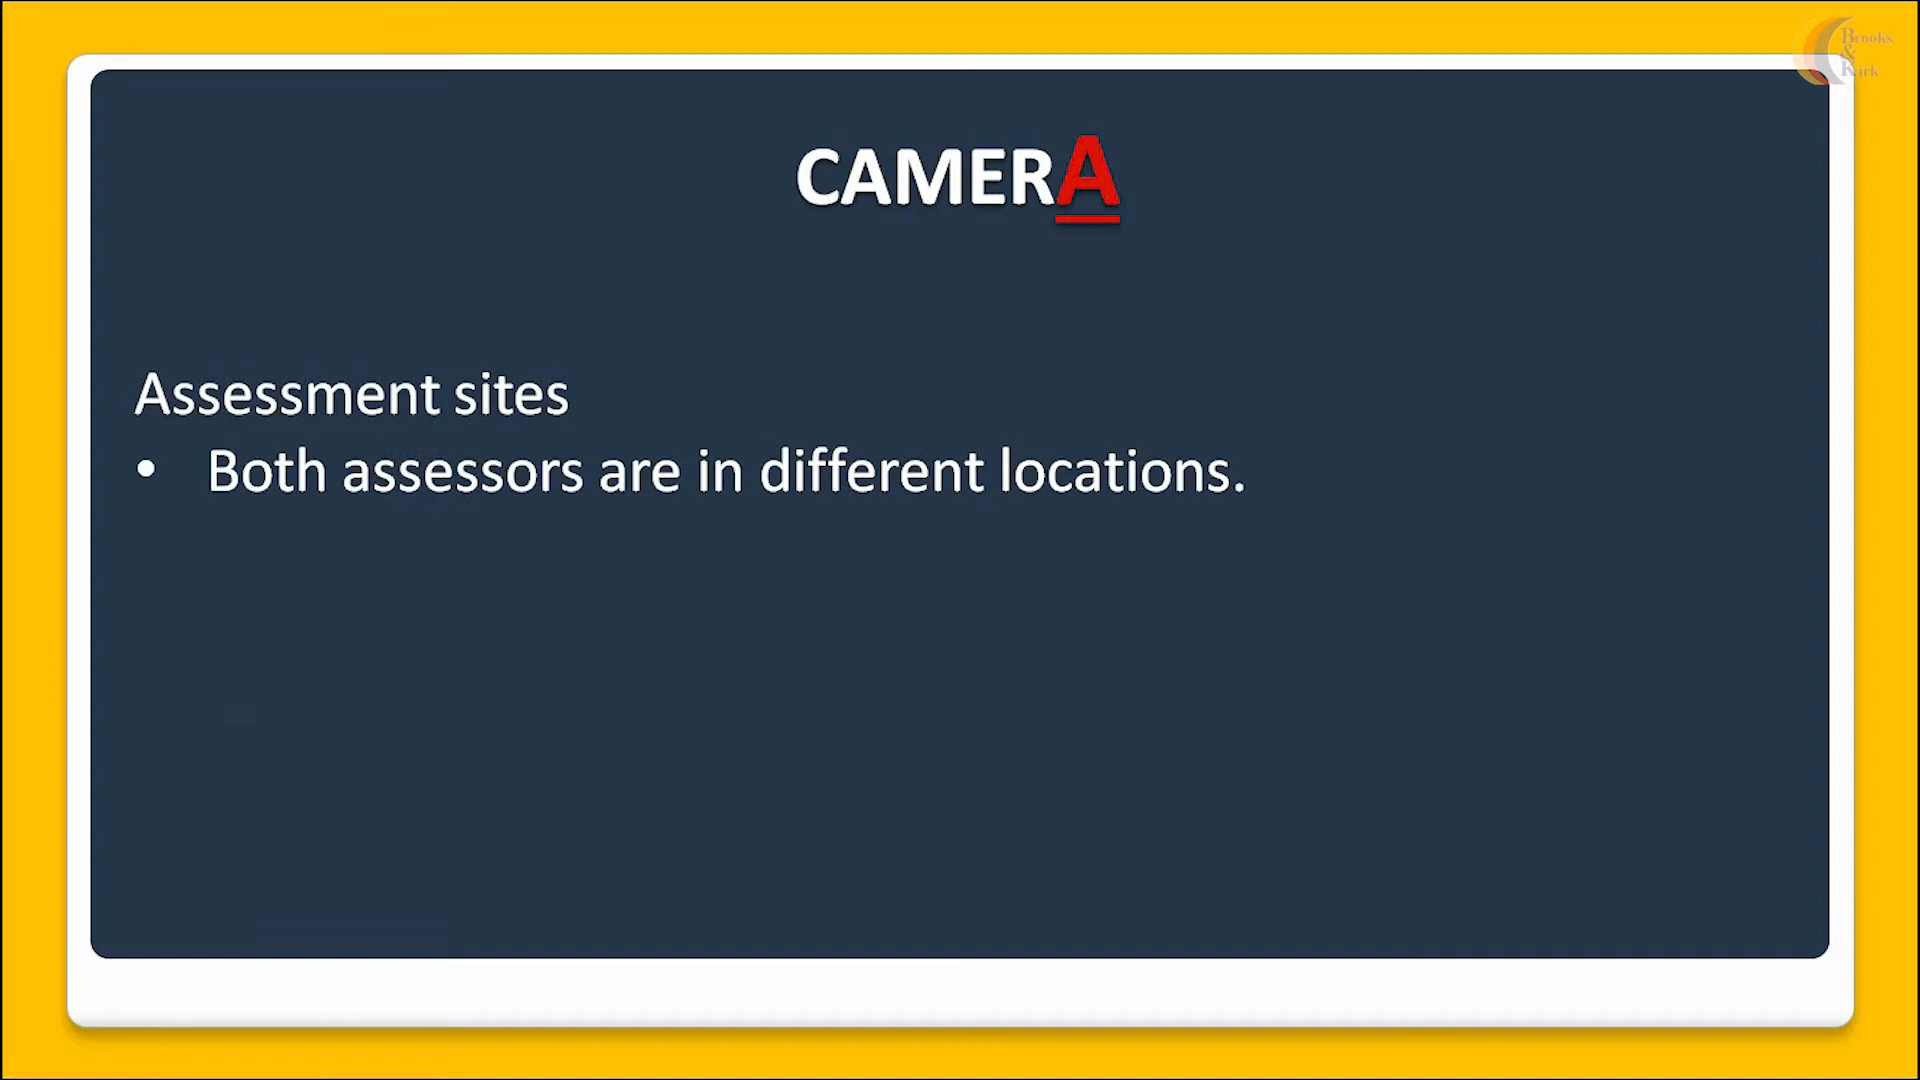 Brooks
&
Kirk
CAMERA
Assessment sites
• Both assessors are in different locations.